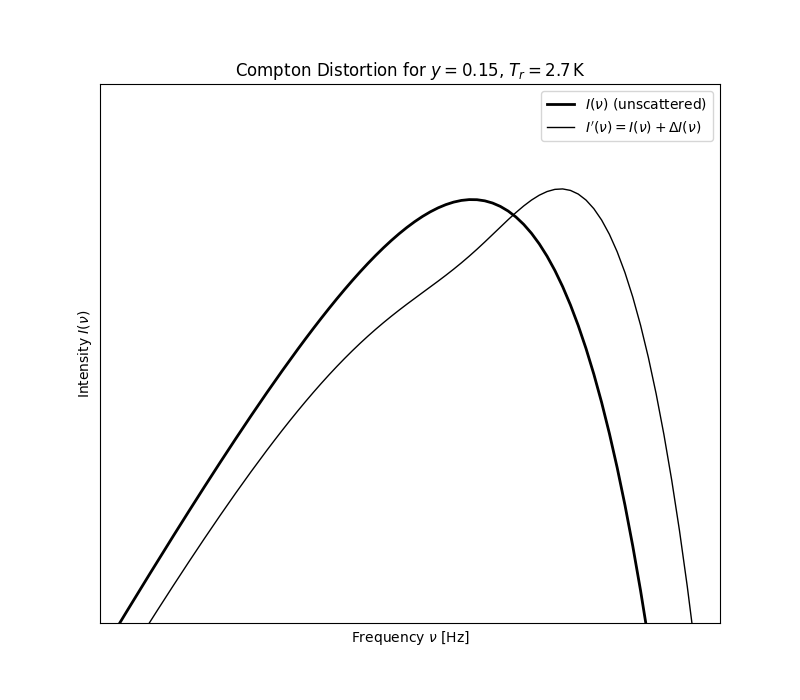 Compton Distortion for y = 0.15, T_r = 2.7 K
I(ν) (unscattered)
I′(ν) = I(ν) + ΔI(ν)
Intensity I(ν)
Frequency ν [Hz]